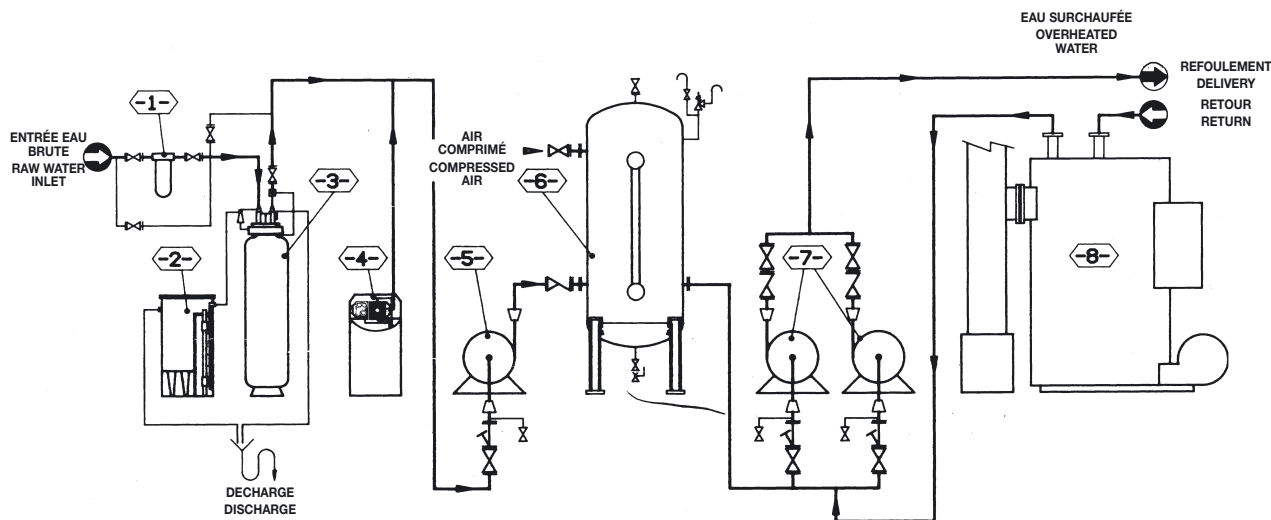 EAU SURCHAUFÉE
OVERHEATED
WATER
REFOULEMENT
DELIVERY
RETOUR
RETURN
-1-
ENTRÉE EAU
BRUTE
RAW WATER
INLET
AIR
COMPRIMÉ
COMPRESSED
AIR
-2-
-3-
-4-
-5-
-6-
-7-
-8-
DECHARGE
DISCHARGE